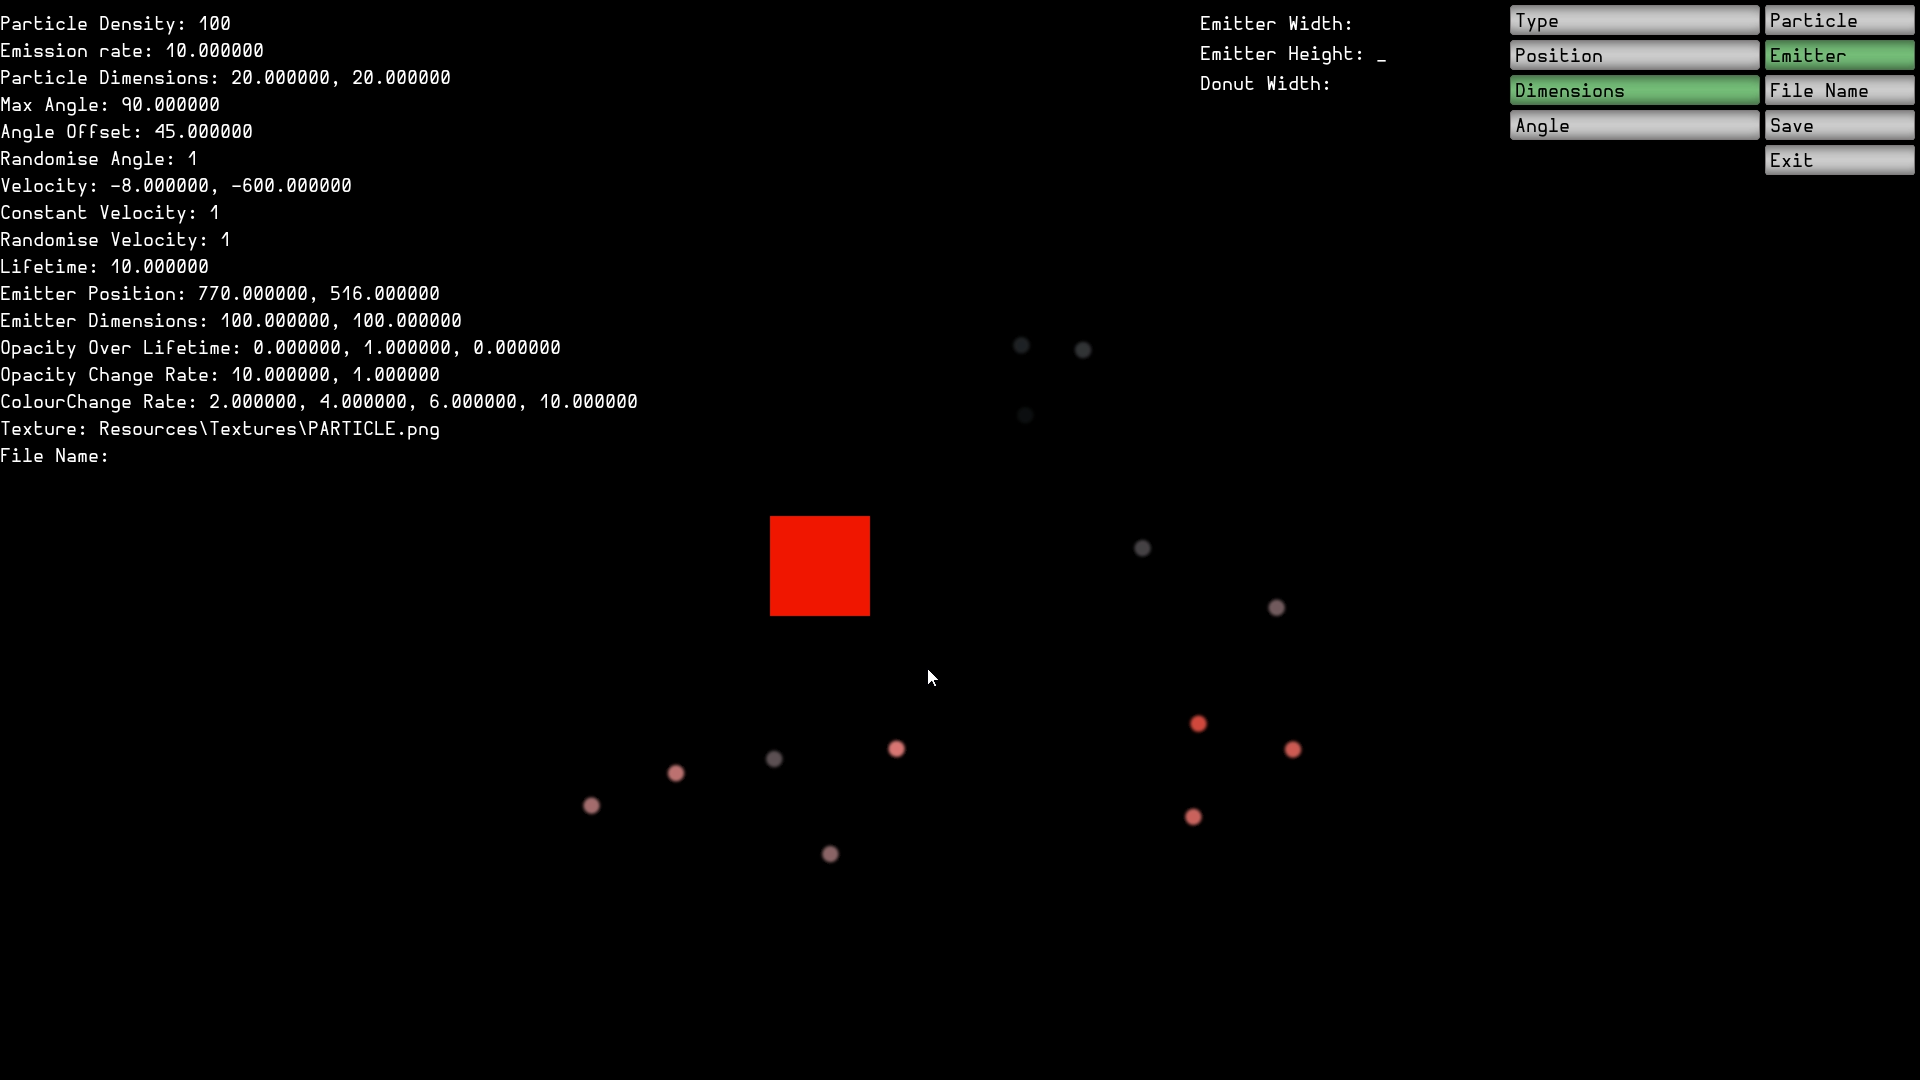 Particle Density: 100
Emission rate: 10.000000
Particle Dimensions: 20.000000, 20.000000
Max Angle: 90.000000
Angle Offset: 45.000000
Randomise Angle: 1
Velocity: -8.000000, -600.000000
Constant Velocity: 1
Randomise Velocity: 1
Lifetime: 10.000000
Emitter Position: 770.000000, 516.000000
Emitter Dimensions: 100.000000, 100.000000
Opacity Over Lifetime: 0.000000, 1.000000, 0.000000
Opacity Change Rate: 10.000000, 1.000000
ColourChange Rate: 2.000000, 4.000000, 6.000000, 10.000000
Texture: Resources\Textures\PARTICLE.png
File Name:
Emitter Width:
Emitter Height: _
Donut Width:
Type
Position
Dimensions
Angle
Particle
Emitter
File Name
Save
Exit